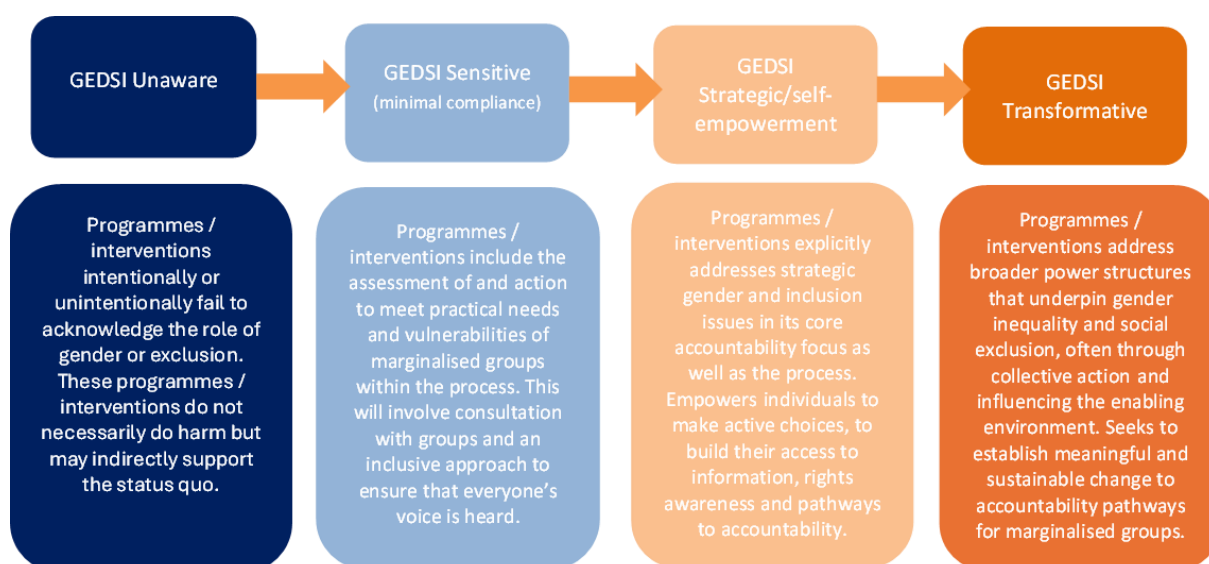 GEDSI Unaware
GEDSI Sensitive
(minimal compliance)
GEDSI
Strategic/self-
empowerment
GEDSI
Transformative
Programmes /
interventions
intentionally or
unintentionally fail to
acknowledge the role of
gender or exclusion.
These programmes /
interventions do not
necessarily do harm but
may indirectly support
the status quo.
Programmes /
interventions include the
assessment of and action
to meet practical needs
and vulnerabilities of
marginalised groups
within the process. This
will involve consultation
with groups and an
inclusive approach to
ensure that everyone's
voice is heard.
Programmes /
interventions explicitly
addresses strategic
gender and inclusion
issues in its core
accountability focus as
well as the process.
Empowers individuals to
make active choices, to
build their access to
information, rights
awareness and pathways
to accountability.
Programmes /
interventions address
broader power structures
that underpin gender
inequality and social
exclusion, often through
collective action and
influencing the enabling
environment. Seeks to
establish meaningful and
sustainable change to
accountability pathways
for marginalised groups.